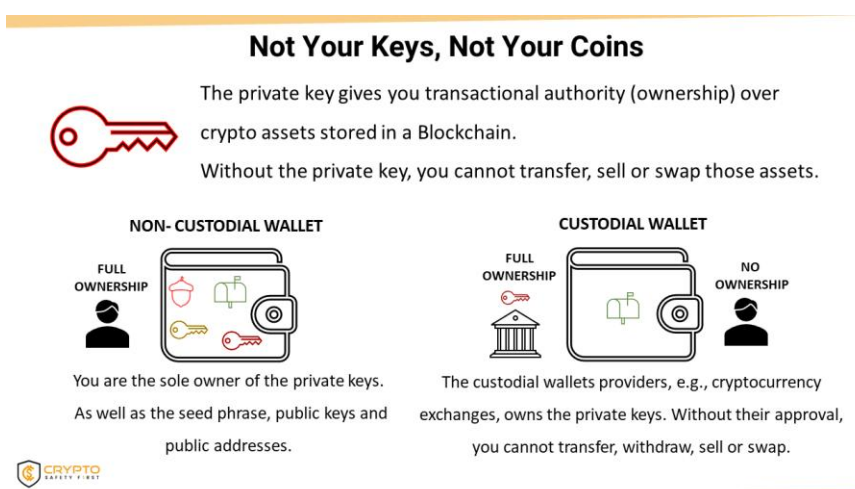 Not Your Keys, Not Your Coins
The private key gives you transactional authority (ownership) over
crypto assets stored in a Blockchain.
Without the private key, you cannot transfer, sell or swap those assets.
NON- CUSTODIAL WALLET
FULL
OWNERSHIP
You are the sole owner of the private keys.
As well as the seed phrase, public keys and
public addresses.
CUSTODIAL WALLET
FULL
OWNERSHIP
NO
OWNERSHIP
The custodial wallets providers, e.g., cryptocurrency
exchanges, owns the private keys. Without their approval,
you cannot transfer, withdraw, sell or swap.
CRYPTO
SAFETY FIRST